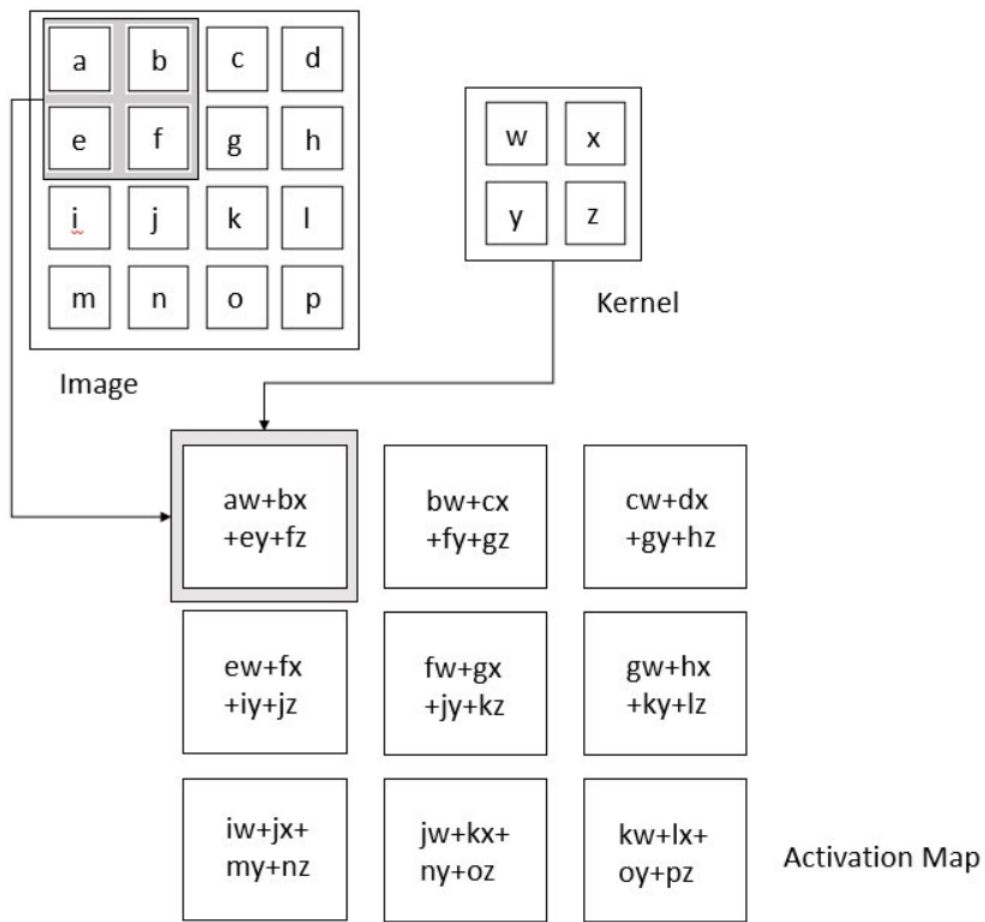 a b c d
e f g h
i j k l
m n o p
Image
w x
y z
Kernel
aw+bx
+ey+fz
bw+cx
+fy+gz
cw+dx
+gy+hz
ew+fx
+iy+jz
fw+gx
+jy+kz
gw+hx
+ky+lz
iw+jx+
my+nz
jw+kx+
ny+oz
kw+lx+
oy+pz
Activation Map